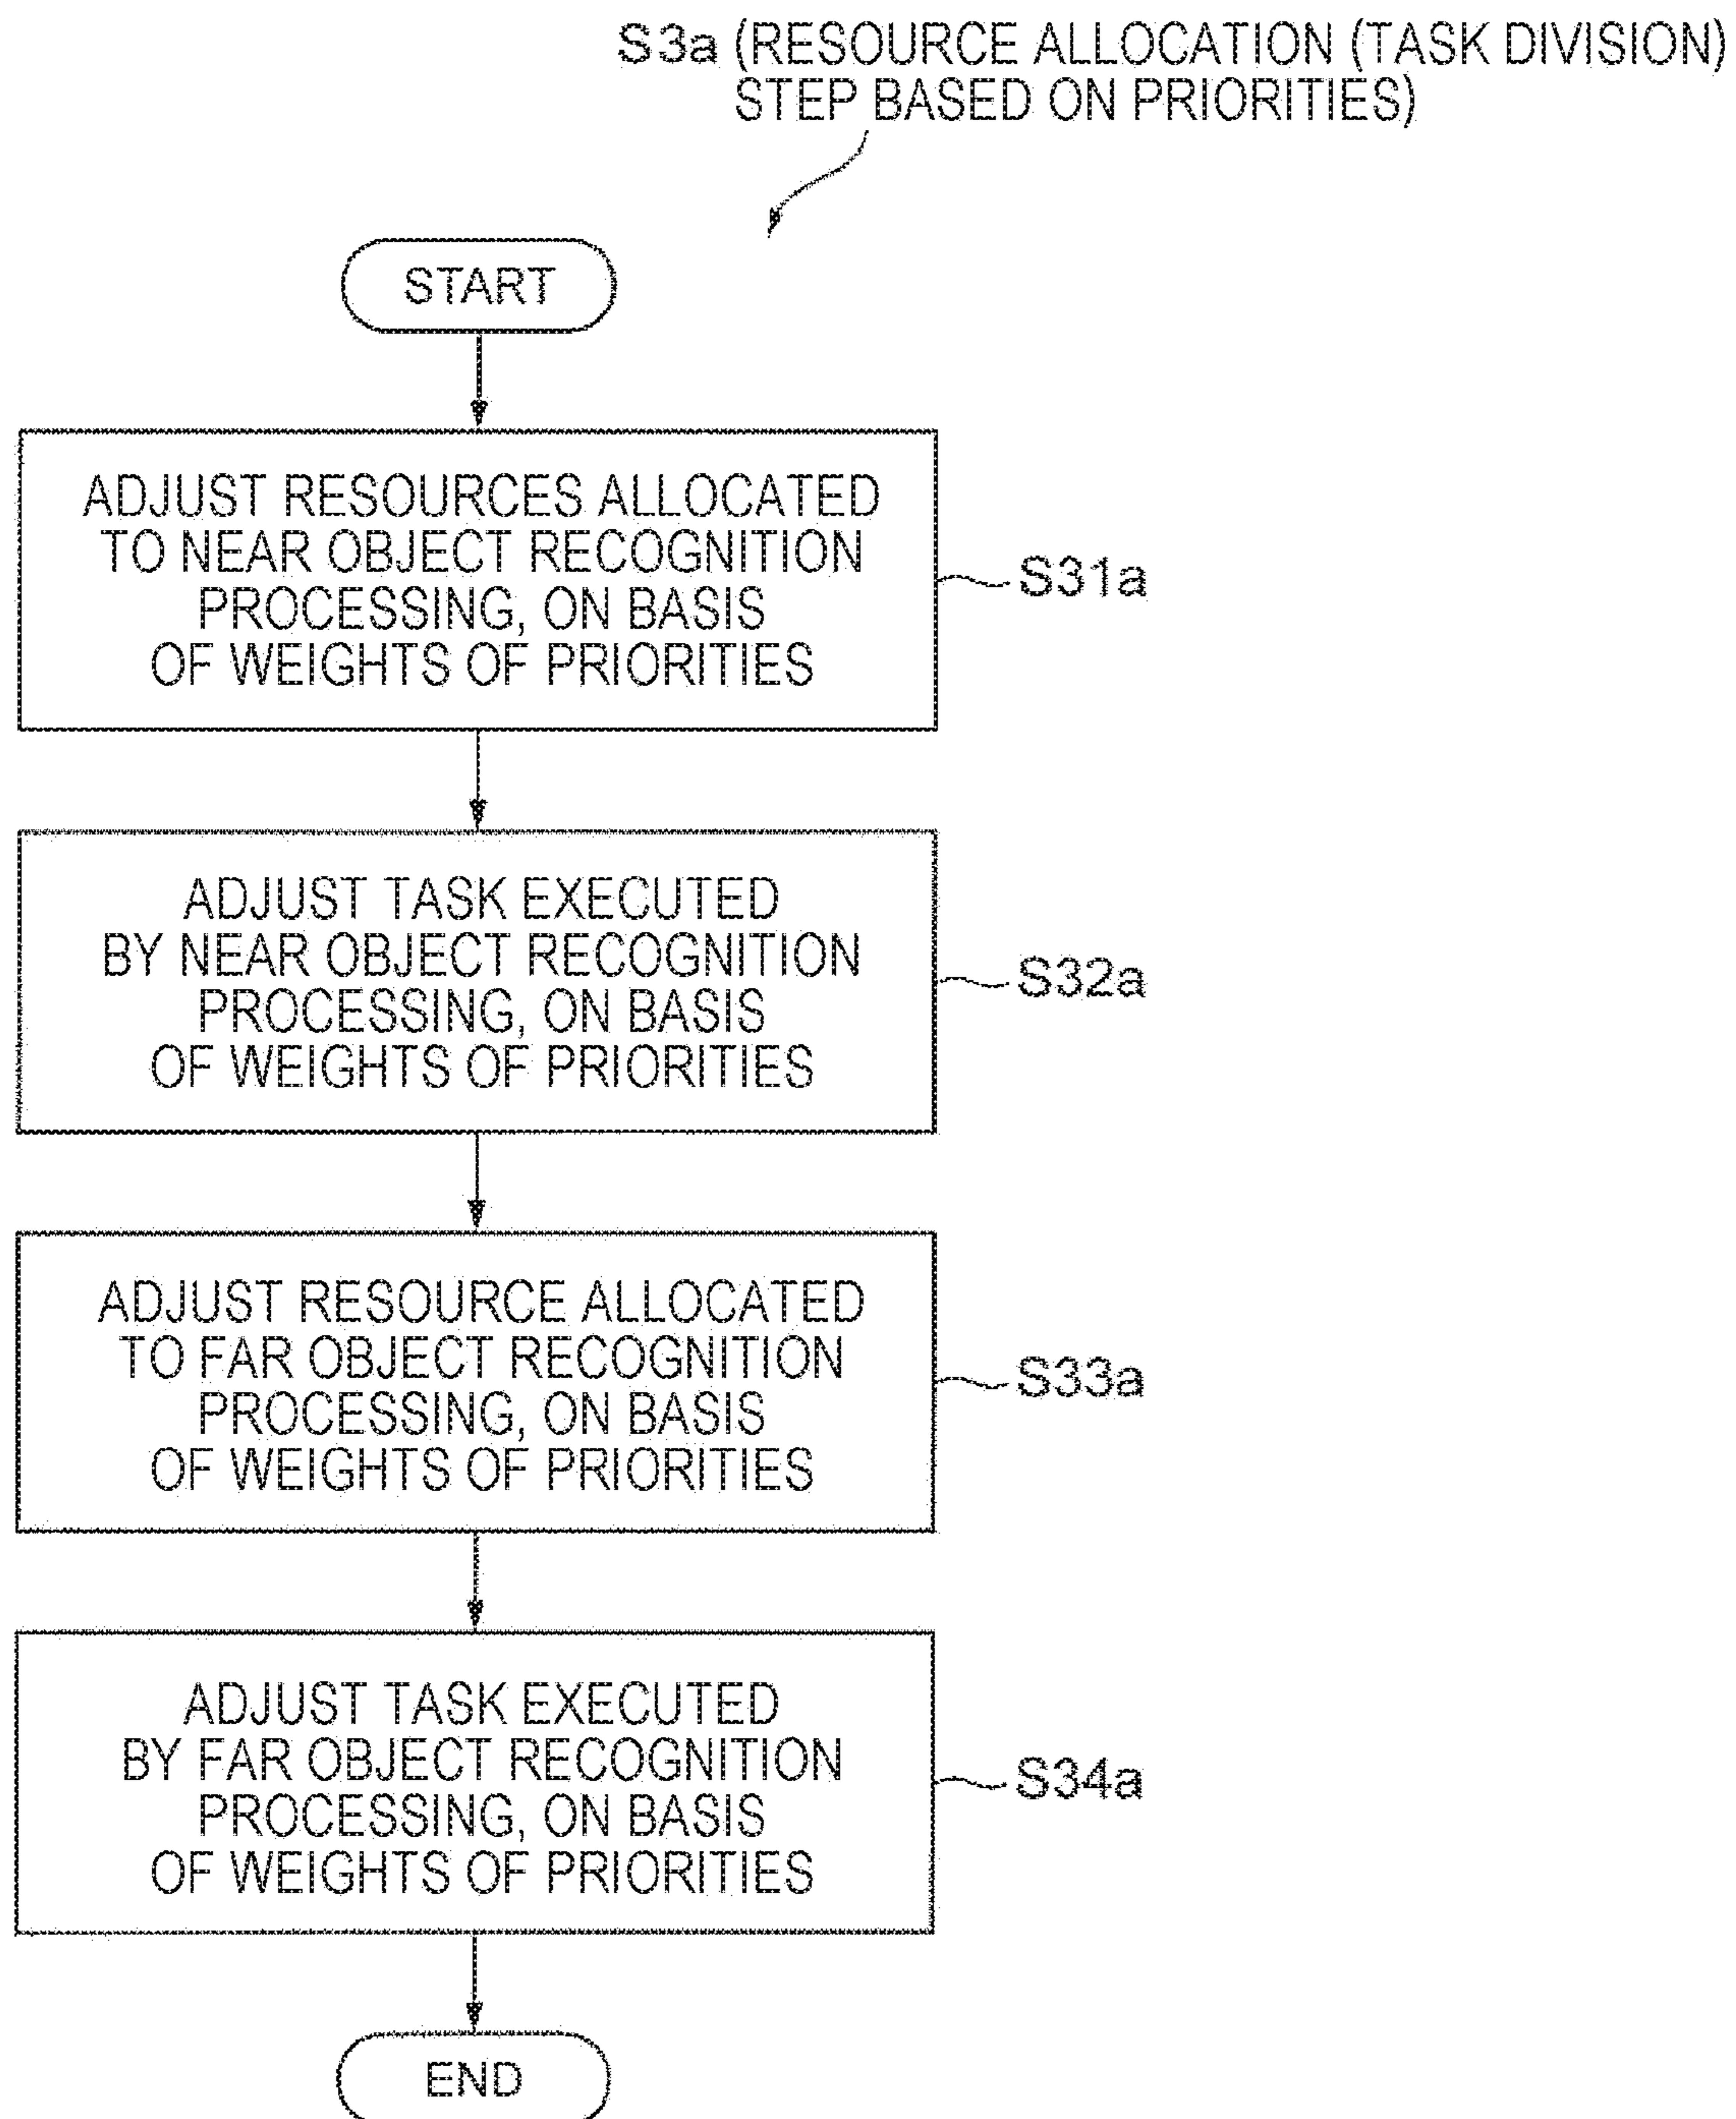 S3a (RESOURCE ALLOCATION (TASK DIVISION)
STEP BASED ON PRIORITIES)
START
ADJUST RESOURCES ALLOCATED
TO NEAR OBJECT RECOGNITION
PROCESSING, ON BASIS
OF WEIGHTS OF PRIORITIES
S31a
ADJUST TASK EXECUTED
BY NEAR OBJECT RECOGNITION
PROCESSING, ON BASIS
OF WEIGHTS OF PRIORITIES
S32a
ADJUST RESOURCE ALLOCATED
TO FAR OBJECT RECOGNITION
PROCESSING, ON BASIS
OF WEIGHTS OF PRIORITIES
S33a
ADJUST TASK EXECUTED
BY FAR OBJECT RECOGNITION
PROCESSING, ON BASIS
OF WEIGHTS OF PRIORITIES
S34a
END